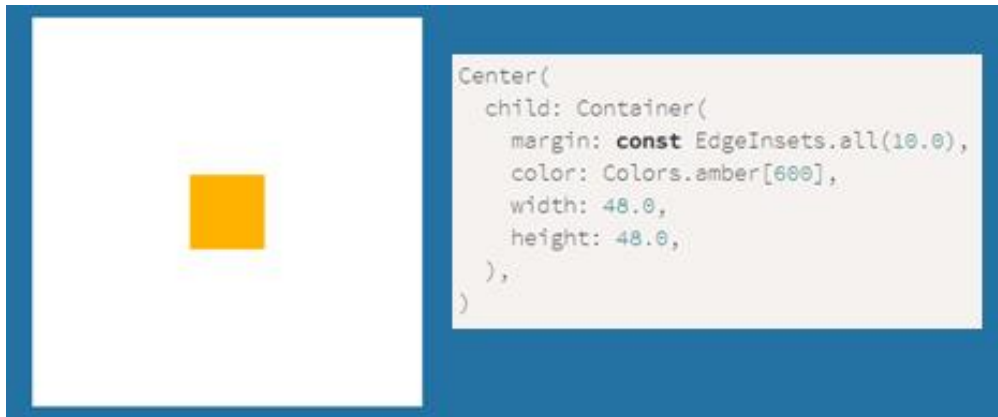 Center(
  child: Container(
    margin: const EdgeInsets.all(10.0),
    color: Colors.amber[600],
    width: 48.0,
    height: 48.0,
  ),
)